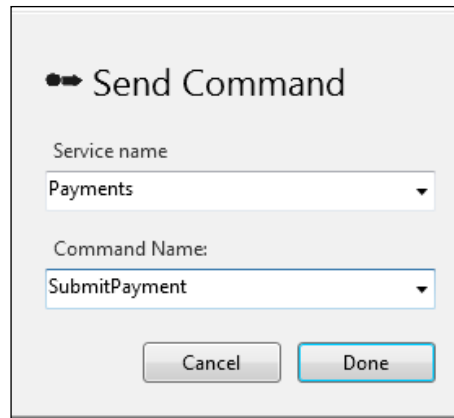 Send Command
Service name
Payments
Command Name:
SubmitPayment
Cancel Done